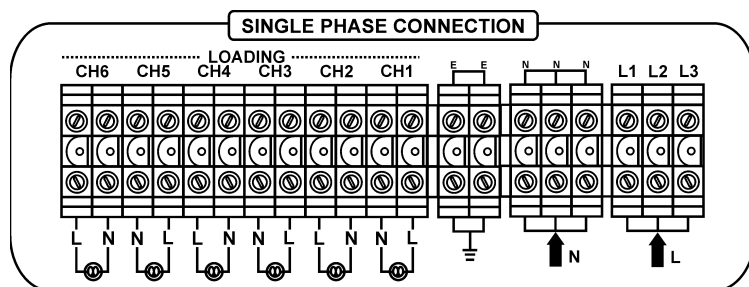 SINGLE PHASE CONNECTION
LOADING
CH6 CH5 CH4 CH3 CH2 CH1 E E N N N L1 L2 L3
L N N L L N N L L N N L
N L